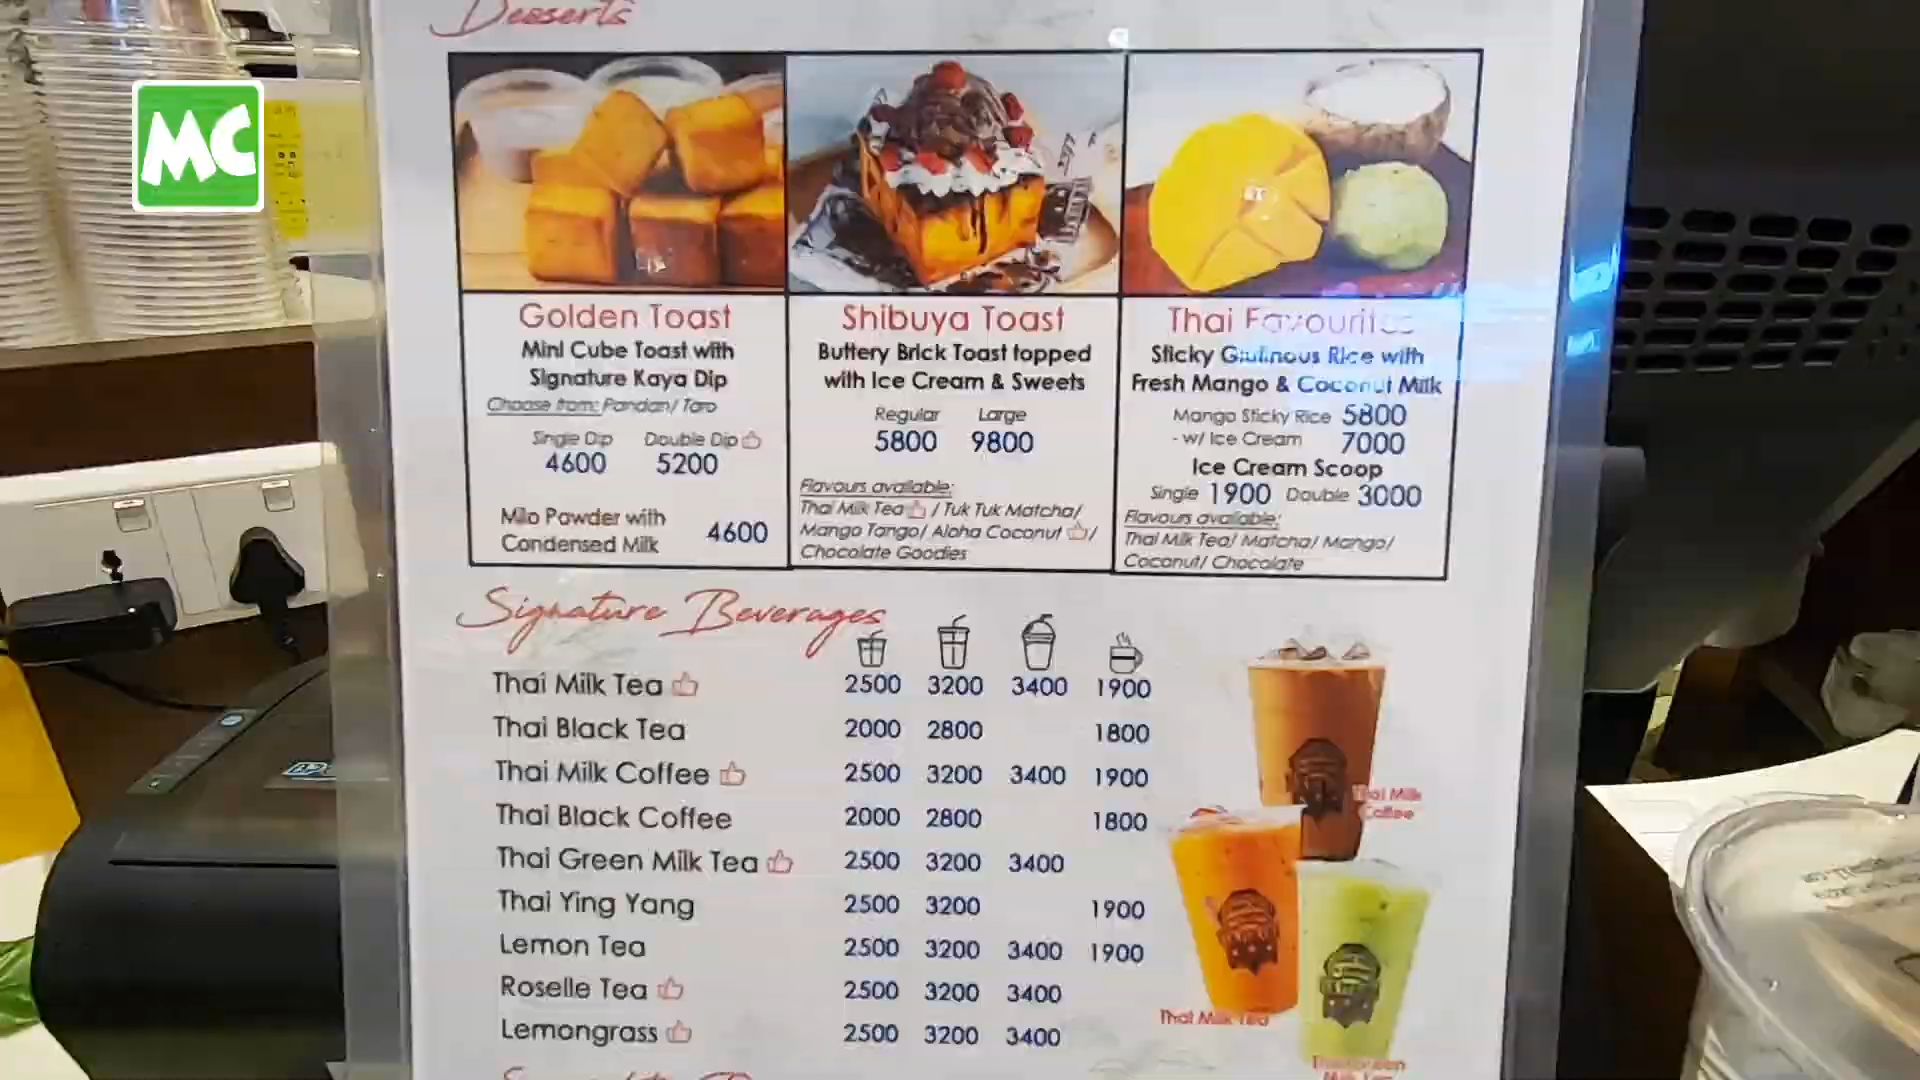 Desserts
MC
Golden Toast
Mini Cube Toast with
Signature Kaya Dip
Choose from: Pandan/ Taro
Single Dip Double Dip
4600 5200
Milo Powder with
Condensed Milk 4600
Shibuya Toast
Buttery Brick Toast topped
with Ice Cream & Sweets
Regular Large
5800 9800
Flavours available:
Thai Milk Tea / Tuk Tuk Matcha/
Mango Tango/ Aloha Coconut /
Chocolate Goodies
Thai Favourites
Sticky Glutinous Rice with
Fresh Mango & Coconut Milk
Mango Sticky Rice 5800
- w/ Ice Cream 7000
Ice Cream Scoop
Single 1900 Double 3000
Flavours available:
Thai Milk Tea/ Matcha/ Mango/
Coconut/ Chocolate
Signature Beverages
Thai Milk Tea 2500 3200 3400 1900
Thai Black Tea 2000 2800 1800
Thai Milk Coffee 2500 3200 3400 1900
Thai Black Coffee 2000 2800 1800
Thai Green Milk Tea 2500 3200 3400
Thai Ying Yang 2500 3200 1900
Lemon Tea 2500 3200 3400 1900
Roselle Tea 2500 3200 3400
Lemongrass 2500 3200 3400
Thai Milk
Coffee
Thai Milk Tea
Thai Green
Milk Tea